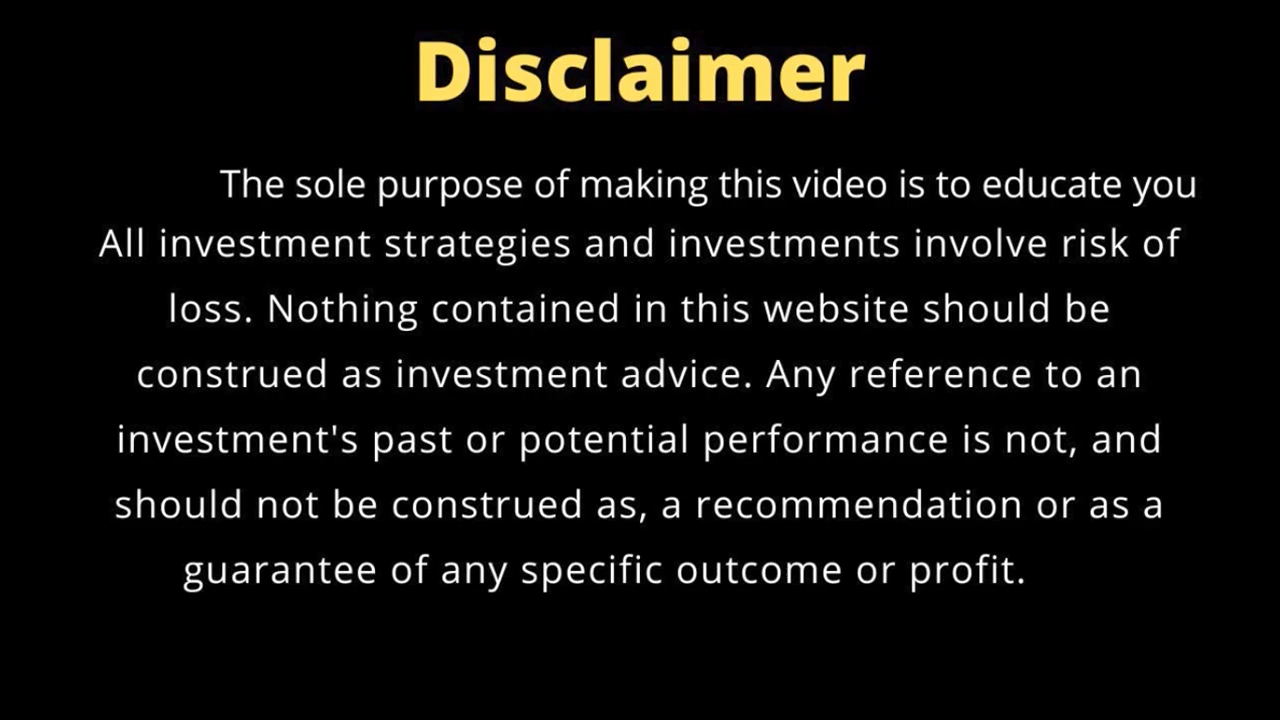 Disclaimer
The sole purpose of making this video is to educate you
All investment strategies and investments involve risk of
loss. Nothing contained in this website should be
construed as investment advice. Any reference to an
investment's past or potential performance is not, and
should not be construed as, a recommendation or as a
guarantee of any specific outcome or profit.